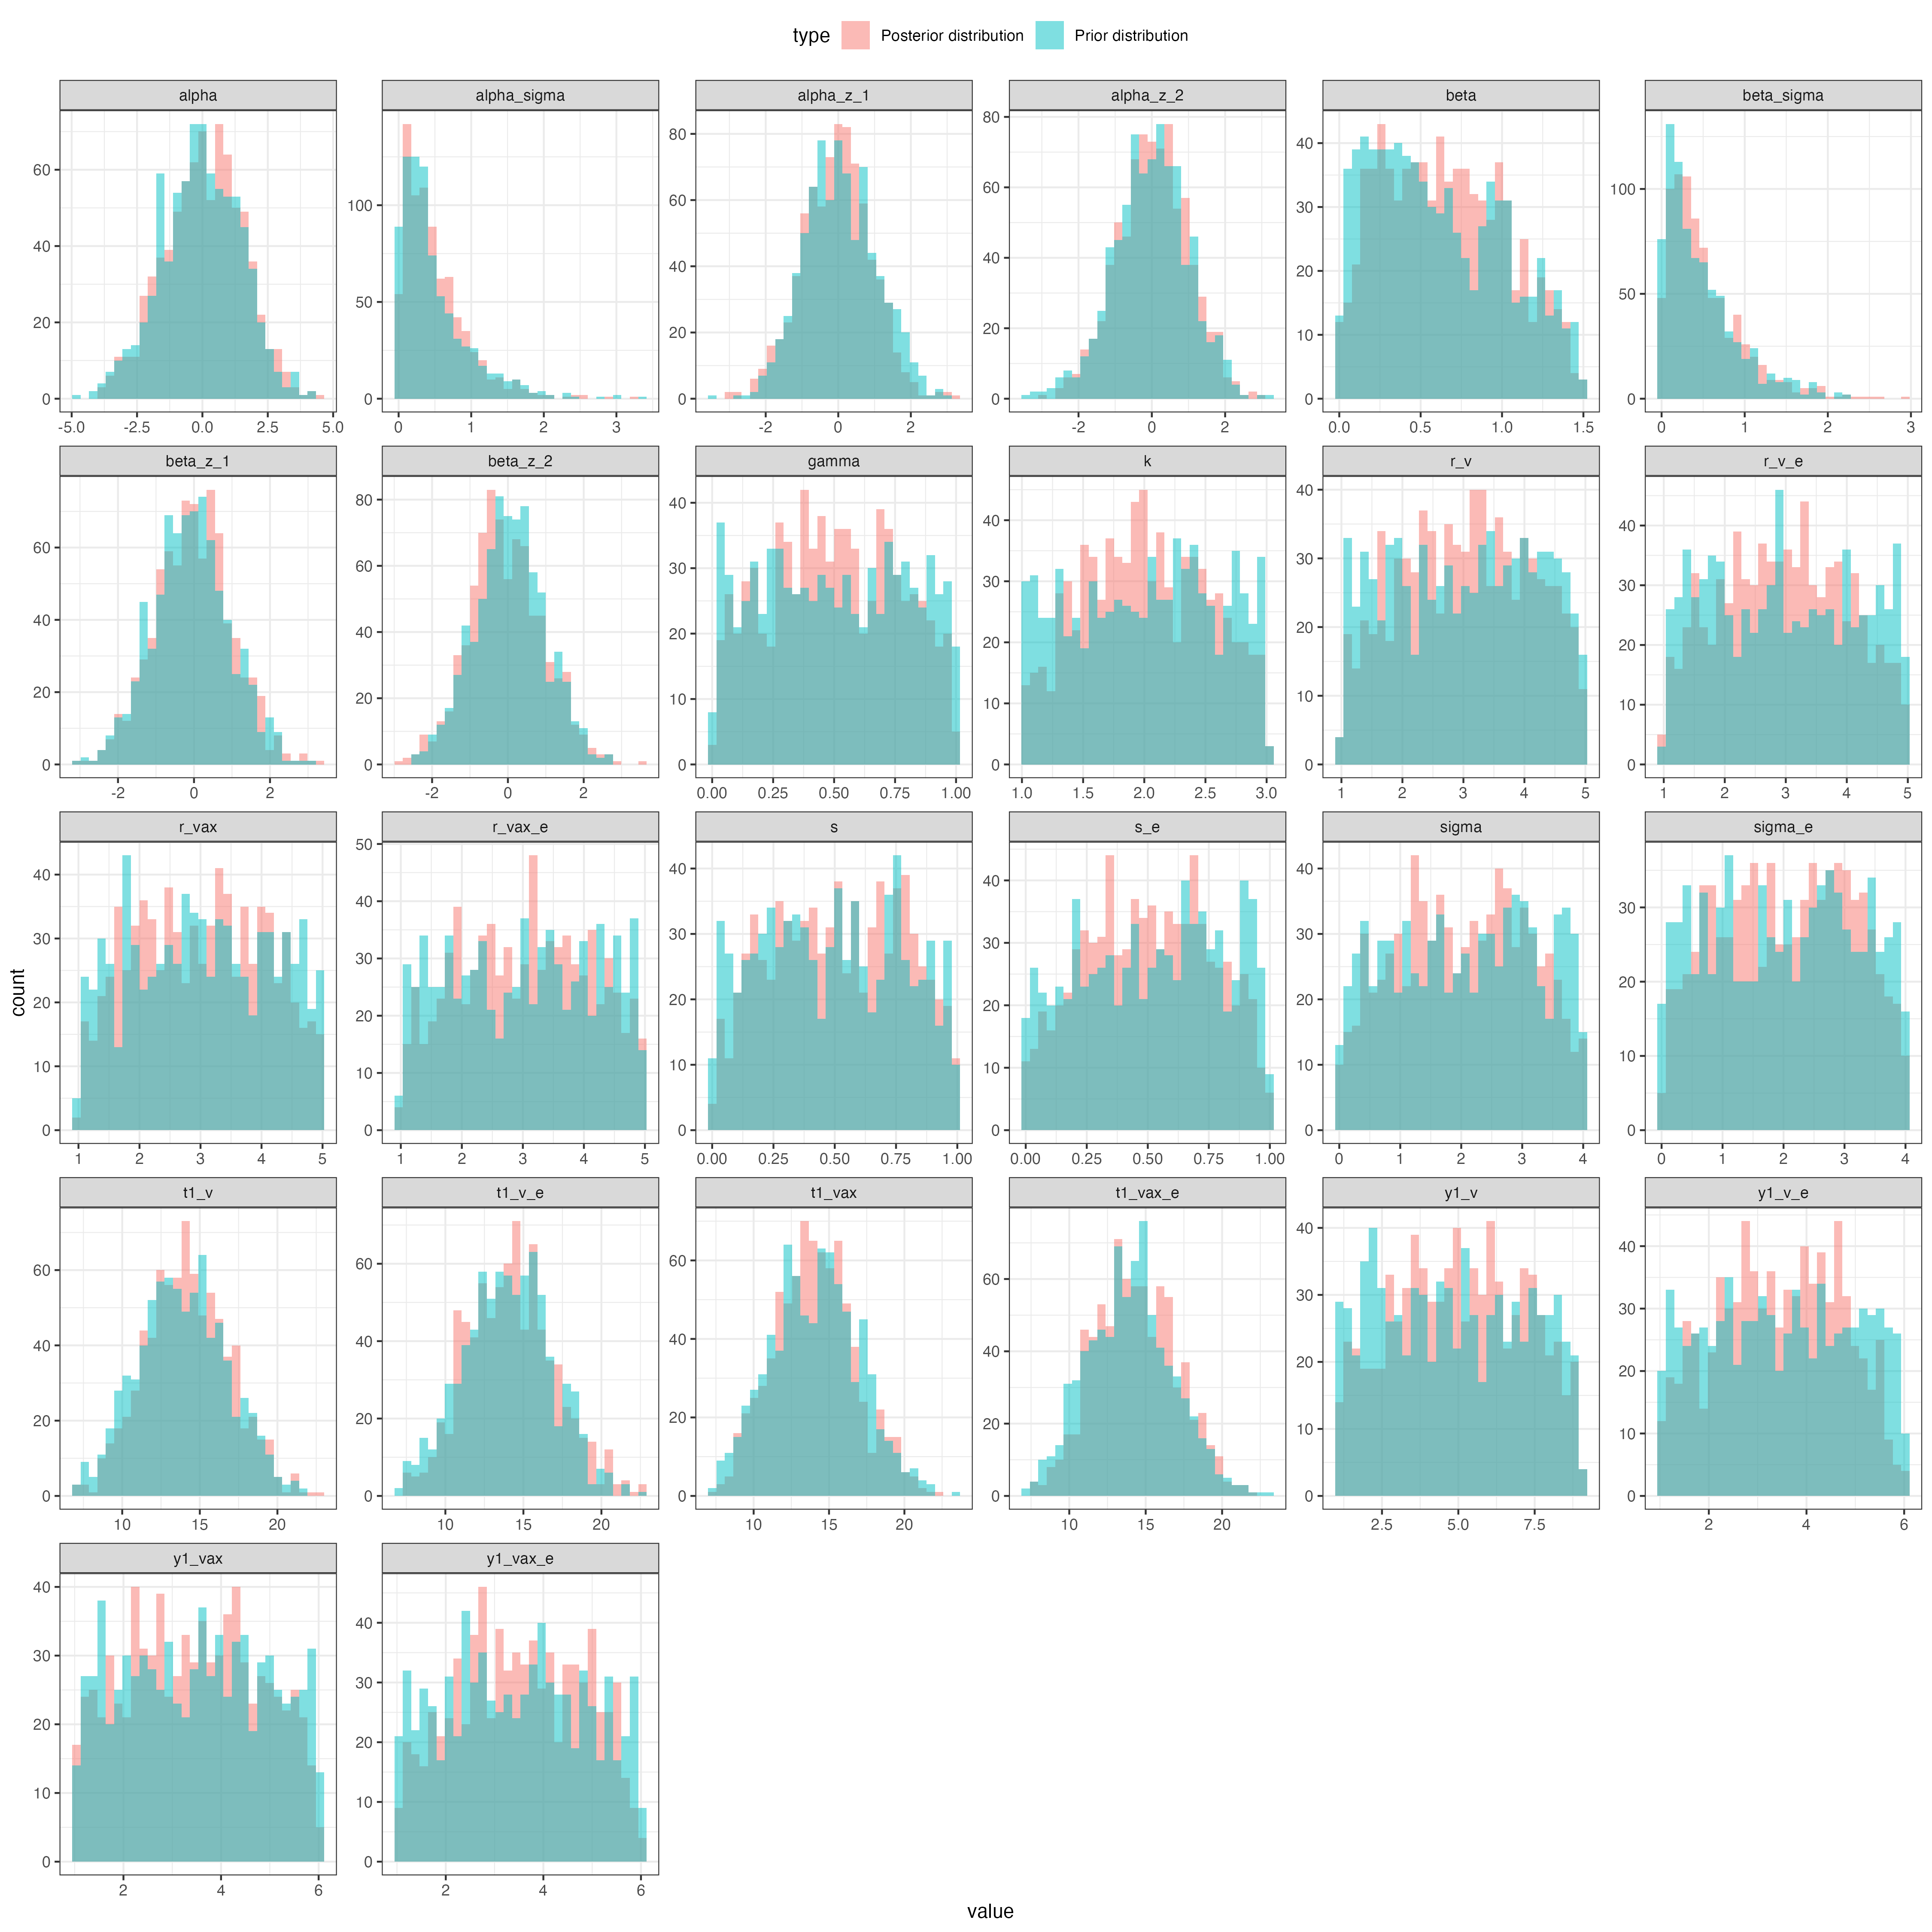 type Posterior distribution Prior distribution
alpha alpha_sigma alpha_z_1 alpha_z_2 beta beta_sigma
60 40 20 0
100 50 0
80 60 40 20 0
80 60 40 20 0
40 30 20 10 0
100 50 0
-5.0 -2.5 0.0 2.5 5.0
0 1 2 3
-2 0 2
-2 0 2
0.0 0.5 1.0 1.5
0 1 2 3
beta_z_1 beta_z_2 gamma k r_v r_v_e
60 40 20 0
80 60 40 20 0
40 30 20 10 0
40 30 20 10 0
40 30 20 10 0
40 30 20 10 0
-2 0 2
-2 0 2
0.00 0.25 0.50 0.75 1.00
1.0 1.5 2.0 2.5 3.0
1 2 3 4 5
1 2 3 4 5
r_vax r_vax_e s s_e sigma sigma_e
40 30 20 10 0
50 40 30 20 10 0
40 30 20 10 0
40 30 20 10 0
40 30 20 10 0
30 20 10 0
1 2 3 4 5
1 2 3 4 5
0.00 0.25 0.50 0.75 1.00
0.00 0.25 0.50 0.75 1.00
0 1 2 3 4
0 1 2 3 4
t1_v t1_v_e t1_vax t1_vax_e y1_v y1_v_e
60 40 20 0
60 40 20 0
60 40 20 0
60 40 20 0
40 30 20 10 0
40 30 20 10 0
10 15 20
10 15 20
10 15 20
10 15 20
2.5 5.0 7.5
2 4 6
y1_vax y1_vax_e
40 30 20 10 0
40 30 20 10 0
2 4 6
2 4 6
count
value